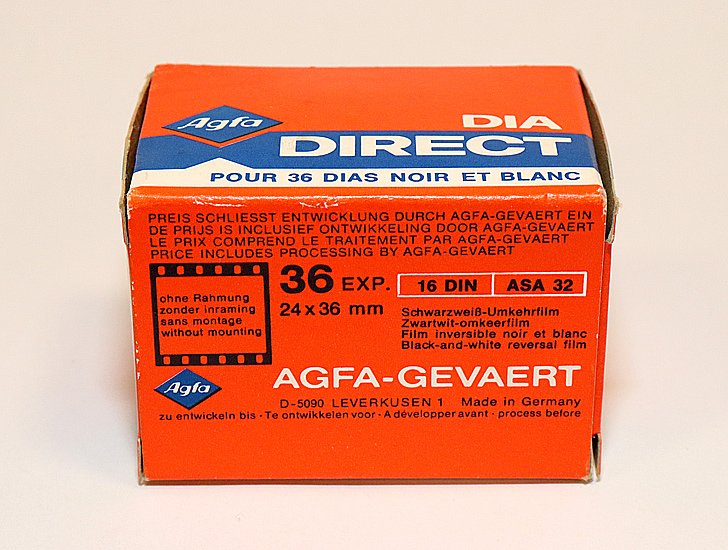 Agfa
DIA
DIRECT
POUR 36 DIAS NOIR ET BLANC
PREIS SCHLIESST ENTWICKLUNG DURCH AGFA-GEVAERT EIN
DE PRIJS IS INCLUSIEF ONTWIKKELING DOOR AGFA-GEVAERT
LE PRIX COMPREND LE TRAITEMENT PAR AGFA-GEVAERT
PRICE INCLUDES PROCESSING BY AGFA-GEVAERT
ohne Rahmung
zonder inraming
sans montage
without mounting
36 EXP. 16 DIN ASA 32
24 x 36 mm
Schwarzweiß-Umkehrfilm
Zwartwit-omkeerfilm
Film inversible noir et blanc
Black-and-white reversal film
Agfa
AGFA-GEVAERT
D-5090 LEVERKUSEN 1 Made in Germany
zu entwickeln bis · Te ontwikkelen voor · A développer avant · process before